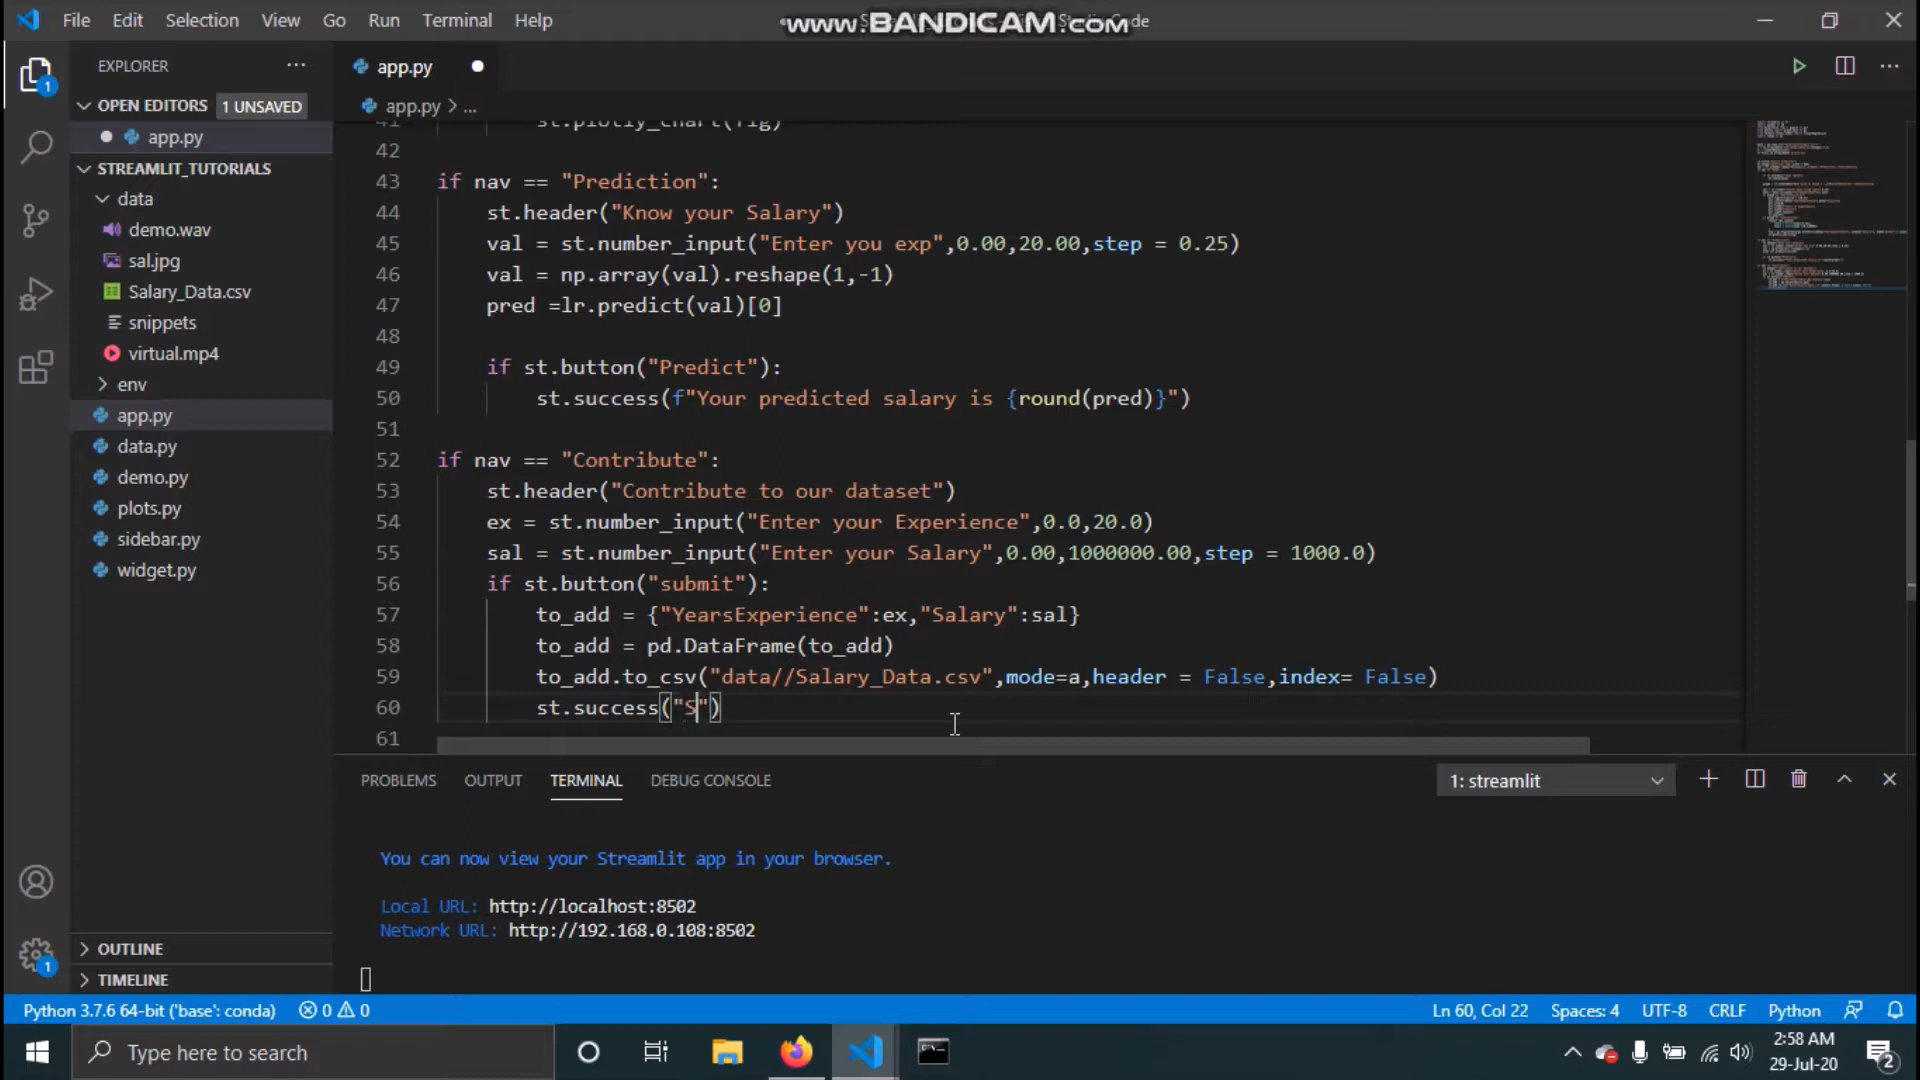 File Edit Selection View Go Run Terminal Help
www.BANDICAM.com
EXPLORER
app.py
OPEN EDITORS 1 UNSAVED
app.py > ...
app.py
STREAMLIT_TUTORIALS
data
demo.wav
sal.jpg
Salary_Data.csv
snippets
virtual.mp4
env
app.py
data.py
demo.py
plots.py
sidebar.py
widget.py
OUTLINE
TIMELINE
41 st.plotly_chart(fig)
42
43 if nav == "Prediction":
44 st.header("Know your Salary")
45 val = st.number_input("Enter you exp",0.00,20.00,step = 0.25)
46 val = np.array(val).reshape(1,-1)
47 pred =lr.predict(val)[0]
48
49 if st.button("Predict"):
50 st.success(f"Your predicted salary is {round(pred)}")
51
52 if nav == "Contribute":
53 st.header("Contribute to our dataset")
54 ex = st.number_input("Enter your Experience",0.0,20.0)
55 sal = st.number_input("Enter your Salary",0.00,1000000.00,step = 1000.0)
56 if st.button("submit"):
57 to_add = {"YearsExperience":ex,"Salary":sal}
58 to_add = pd.DataFrame(to_add)
59 to_add.to_csv("data//Salary_Data.csv",mode=a,header = False,index= False)
60 st.success("S")
61
PROBLEMS OUTPUT TERMINAL DEBUG CONSOLE 1: streamlit
You can now view your Streamlit app in your browser.
Local URL: http://localhost:8502
Network URL: http://192.168.0.108:8502
Python 3.7.6 64-bit ('base': conda) 0 0 Ln 60, Col 22 Spaces: 4 UTF-8 CRLF Python
Type here to search
2:58 AM
29-Jul-20
2